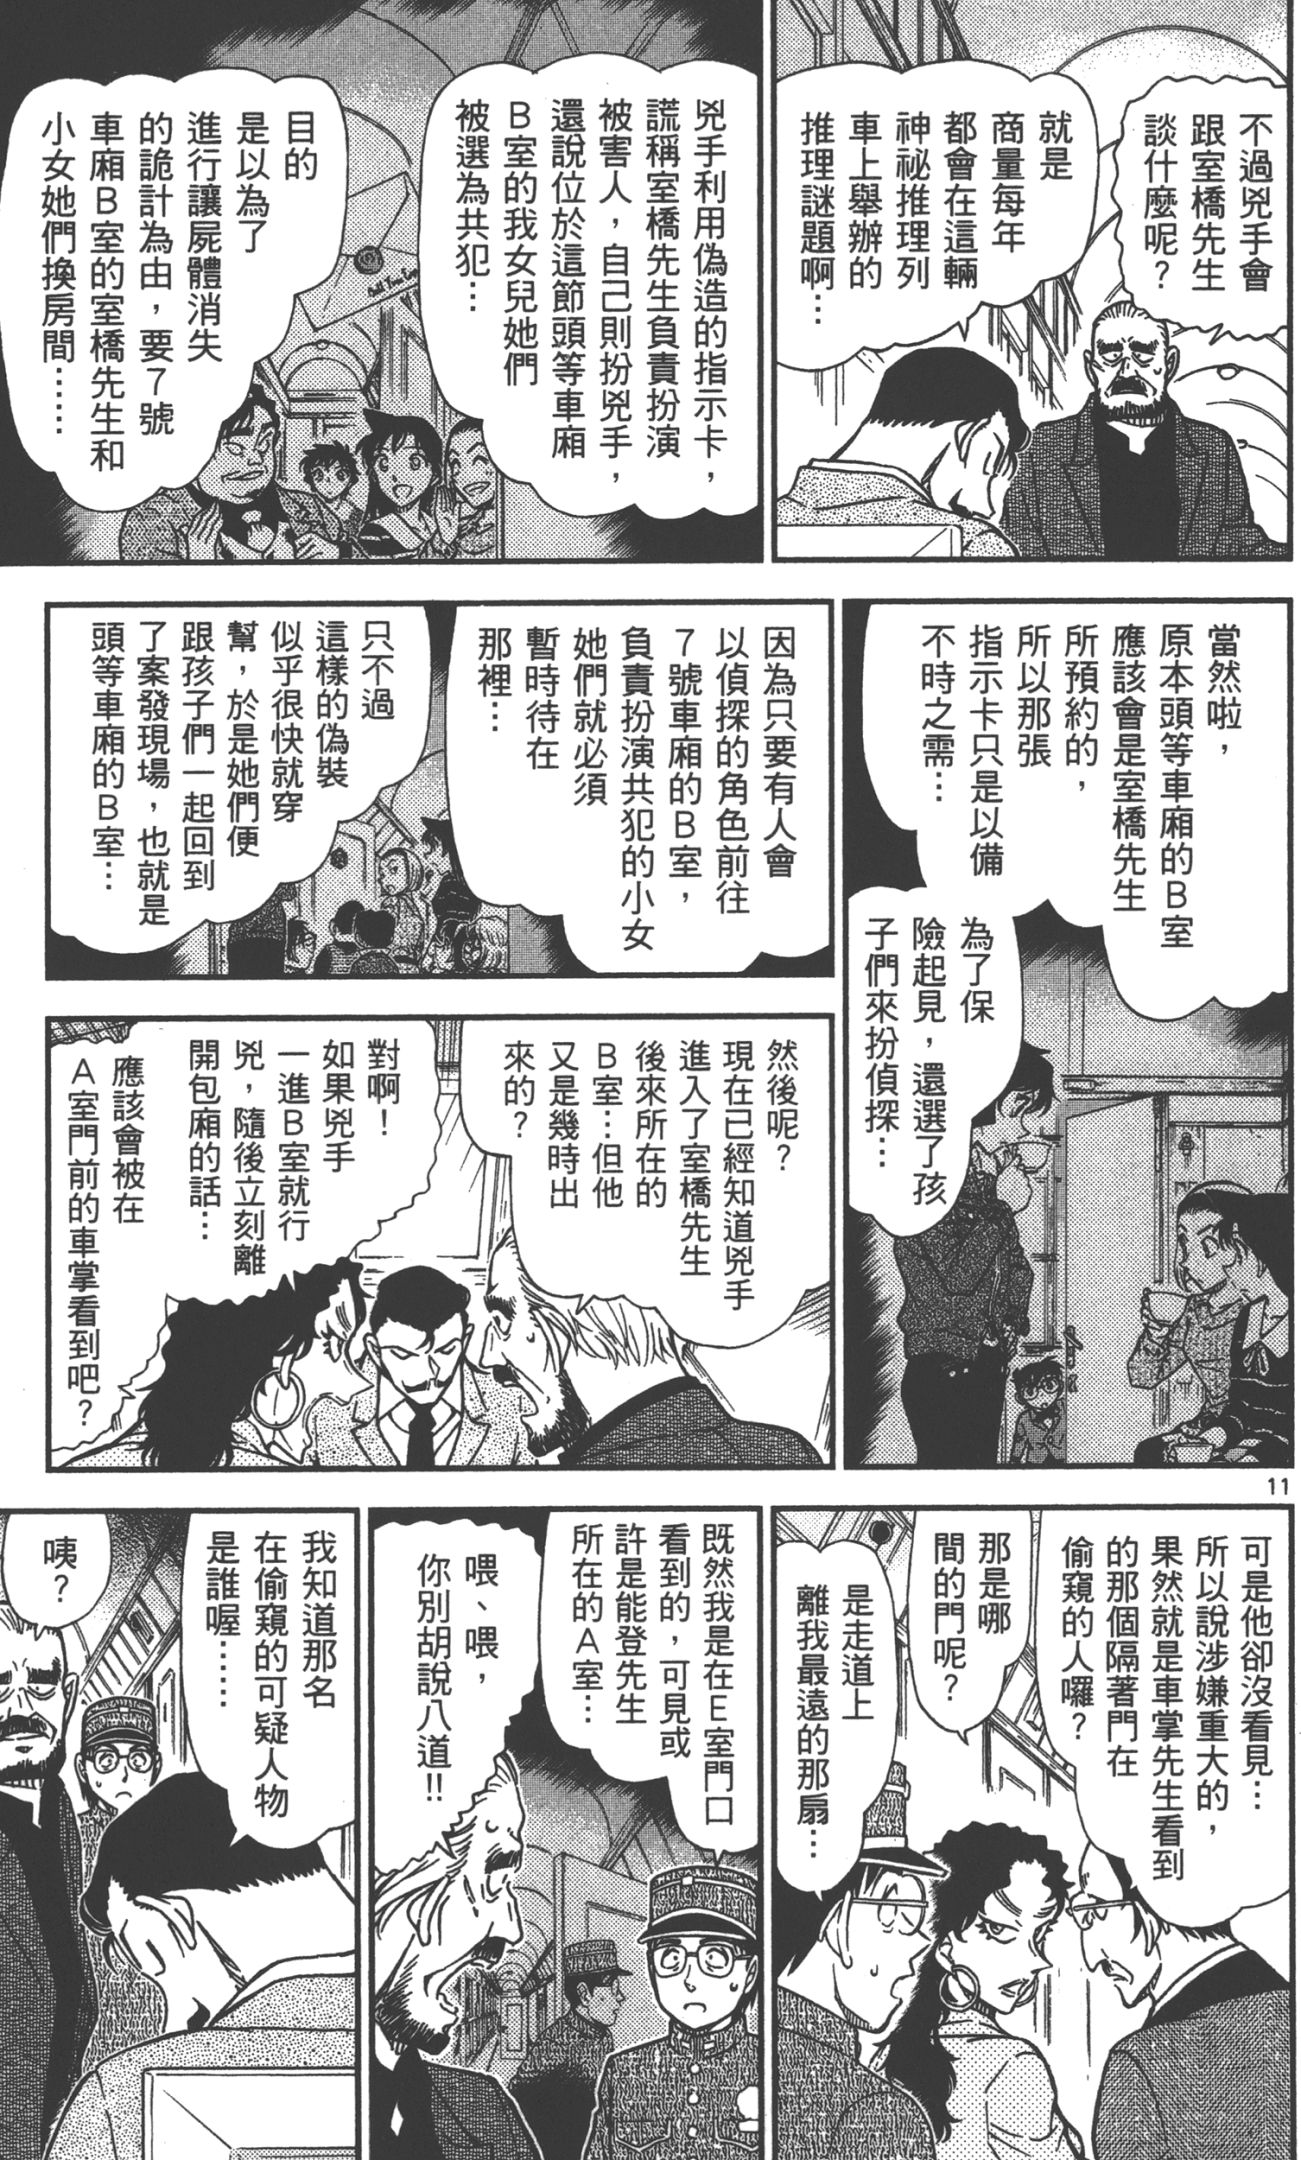 不過兇手會
跟室橋先生
談什麼呢？
就是
商量每年
都會在這輛
神祕推理列
車上舉辦的
推理謎題啊…
兇手利用偽造的指示卡，
謊稱室橋先生負責扮演
被害人，自己則扮兇手，
還說位於這節頭等車廂
B室的我女兒她們
被選為共犯…
目的
是以為了
進行讓屍體消失
的詭計為由，要7號
車廂B室的室橋先生和
小女她們換房間……
當然啦，
原本頭等車廂的B室
應該會是室橋先生
所預約的，
所以那張
指示卡只是以備
不時之需…
為了保
險起見，還選了孩
子們來扮偵探…
因為只要有人會
以偵探的角色前往
7號車廂的B室，
負責扮演共犯的小女
她們就必須
暫時待在
那裡…
只不過
這樣的偽裝
似乎很快就穿
幫，於是她們便
跟孩子們一起回到
了案發現場，也就是
頭等車廂的B室…
然後呢？
現在已經知道兇手
進入了室橋先生
後來所在的
B室…但他
又是幾時出
來的？
對啊！
如果兇手
一進B室就行
兇，隨後立刻離
開包廂的話…
應該會被在
A室門前的車掌看到吧？
11
可是他卻沒看見…
所以說涉嫌重大的，
果然就是車掌先生看到
的那個隔著門在
偷窺的人囉？
那是哪
間的門呢？
是走道上
離我最遠的那扇…
既然我是在E室門口
看到的，可見或
許是能登先生
所在的A室…
喂、喂，
你別胡說八道!!
我知道那名
在偷窺的可疑人物
是誰喔……
咦？